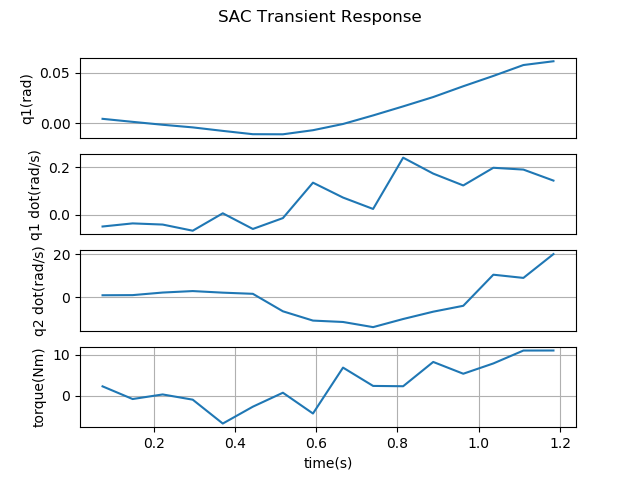 SAC Transient Response
q1(rad)
0.05
0.00
q1 dot(rad/s)
0.2
0.0
q2 dot(rad/s)
20
0
torque(Nm)
10
0
0.2 0.4 0.6 0.8 1.0 1.2
time(s)